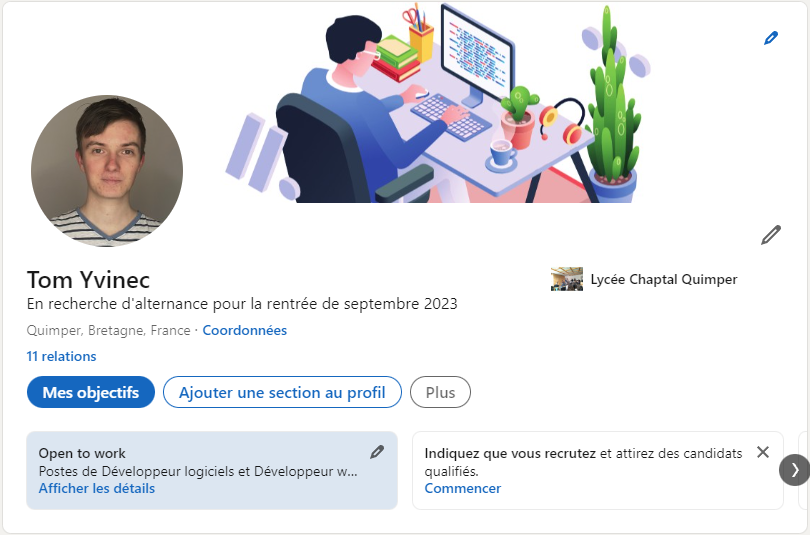 Tom Yvinec
Lycée Chaptal Quimper
En recherche d'alternance pour la rentrée de septembre 2023
Quimper, Bretagne, France · Coordonnées
11 relations
Mes objectifs
Ajouter une section au profil
Plus
Open to work
Postes de Développeur logiciels et Développeur w...
Afficher les détails
Indiquez que vous recrutez et attirez des candidats
qualifiés.
Commencer